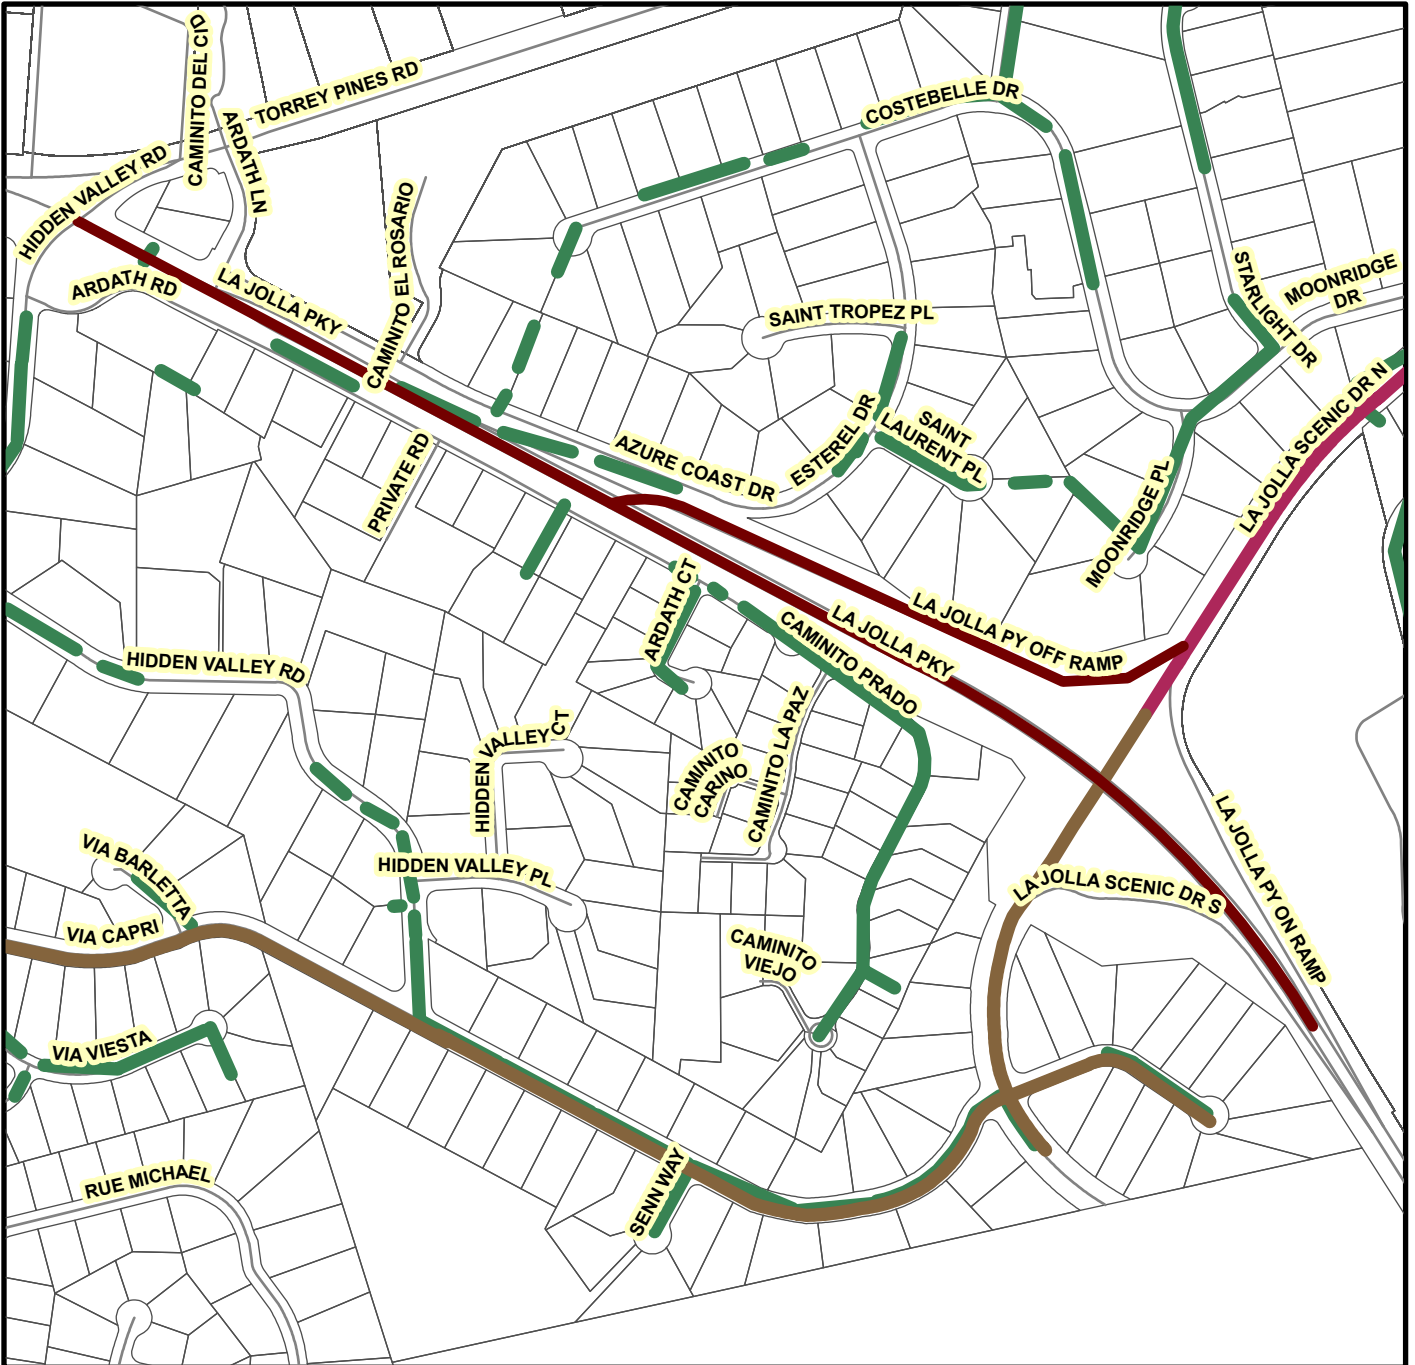 CAMINITO DEL CID
TORREY PINES RD
ARDATH LN
HIDDEN VALLEY RD
COSTEBELLE DR
CAMINITO EL ROSARIO
ARDATH RD
LA JOLLA PKY
SAINT TROPEZ PL
STARLIGHT DR
MOONRIDGE
DR
ESTEREL DR
SAINT
LAURENT PL
LA JOLLA SCENIC DR N
PRIVATE RD
AZURE COAST DR
MOONRIDGE PL
ARDATH CT
LA JOLLA PY OFF RAMP
CAMINITO PRADO
LA JOLLA PKY
HIDDEN VALLEY RD
HIDDEN VALLEY CT
CAMINITO
CARINO
CAMINITO LA PAZ
LA JOLLA PY ON RAMP
VIA BARLETTA
HIDDEN VALLEY PL
LA JOLLA SCENIC DR S
VIA CAPRI
CAMINITO
VIEJO
VIA VIESTA
RUE MICHAEL
SENN WAY